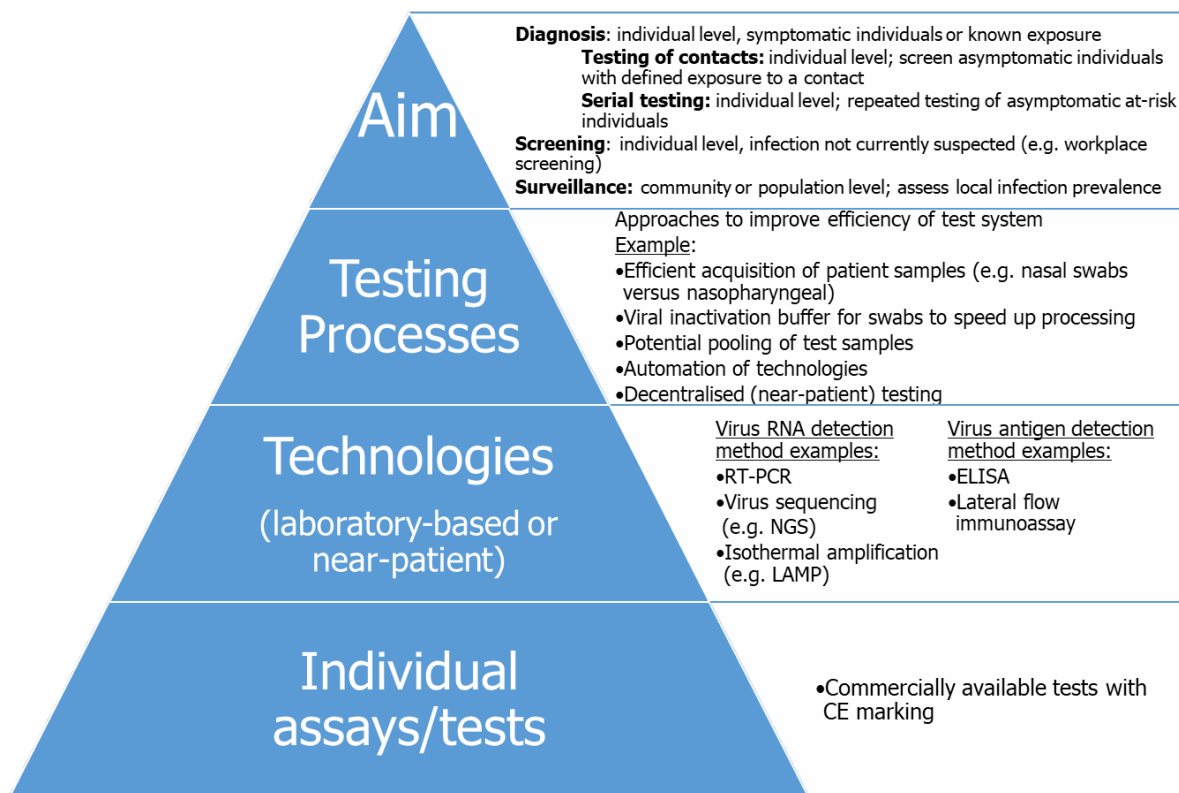 Aim
Diagnosis: individual level, symptomatic individuals or known exposure
Testing of contacts: individual level; screen asymptomatic individuals
with defined exposure to a contact
Serial testing: individual level; repeated testing of asymptomatic at-risk
individuals
Screening: individual level, infection not currently suspected (e.g. workplace
screening)
Surveillance: community or population level; assess local infection prevalence
Testing
Processes
Approaches to improve efficiency of test system
Example:
•Efficient acquisition of patient samples (e.g. nasal swabs
versus nasopharyngeal)
•Viral inactivation buffer for swabs to speed up processing
•Potential pooling of test samples
•Automation of technologies
•Decentralised (near-patient) testing
Technologies
(laboratory-based or
near-patient)
Virus RNA detection
method examples:
•RT-PCR
•Virus sequencing
(e.g. NGS)
•Isothermal amplification
(e.g. LAMP)
Virus antigen detection
method examples:
•ELISA
•Lateral flow
immunoassay
Individual
assays/tests
•Commercially available tests with
CE marking